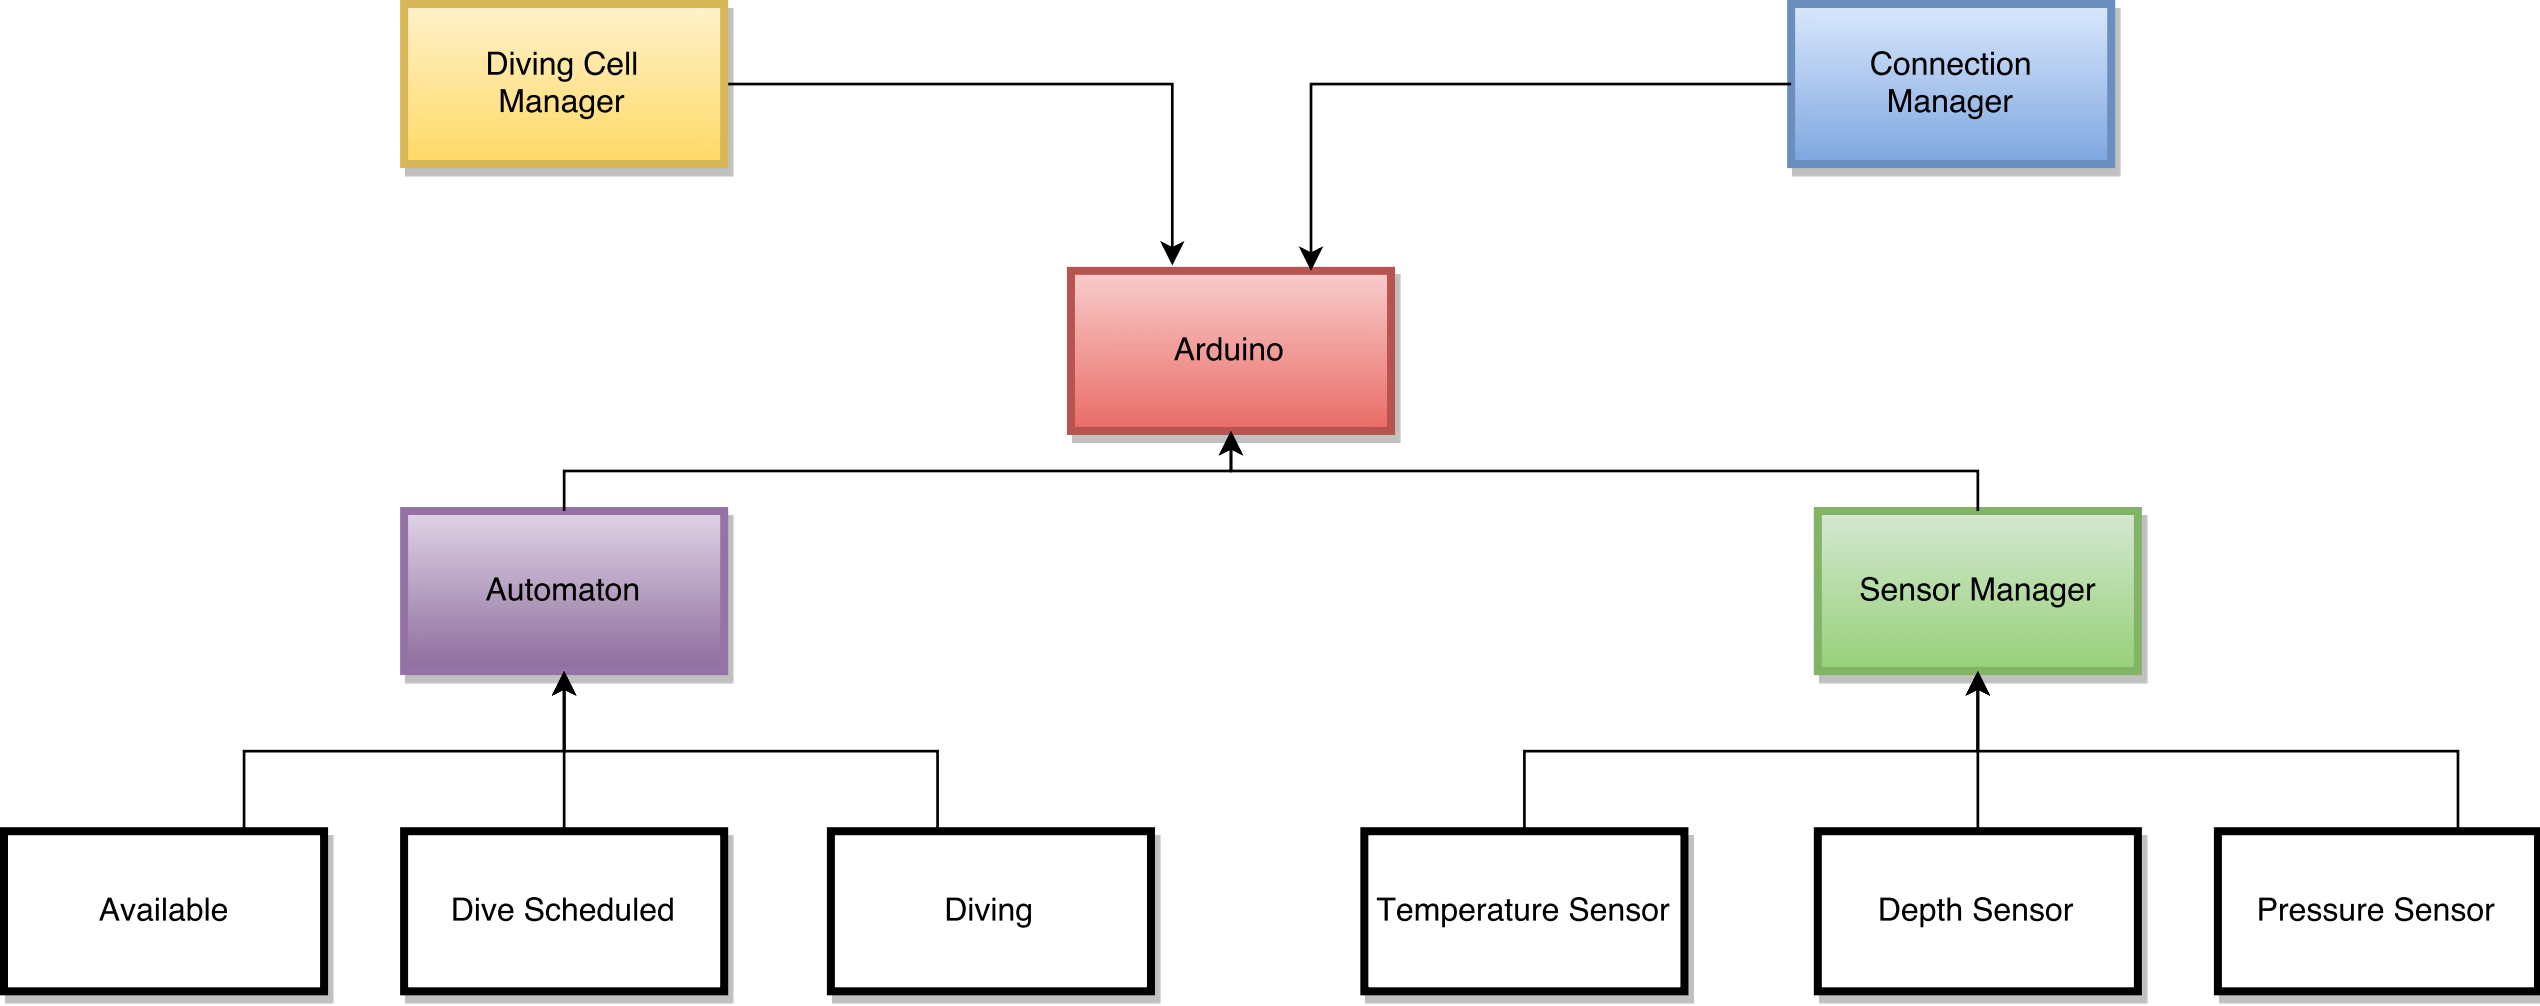 Diving Cell
Manager
Connection
Manager
Arduino
Automaton
Sensor Manager
Available
Dive Scheduled
Diving
Temperature Sensor
Depth Sensor
Pressure Sensor